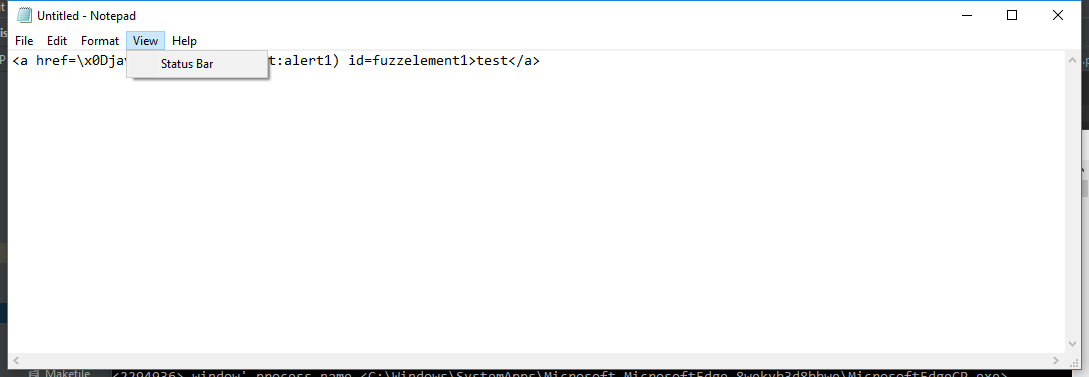 Untitled - Notepad
File Edit Format View Help
Status Bar
<a href=\x0Djav t:alert1) id=fuzzelement1>test</a>
Makefile <2294936> window' process name <C:\Windows\SystemApps\Microsoft.MicrosoftEdge_8wekyb3d8bbwe\MicrosoftEdgeCP.exe>